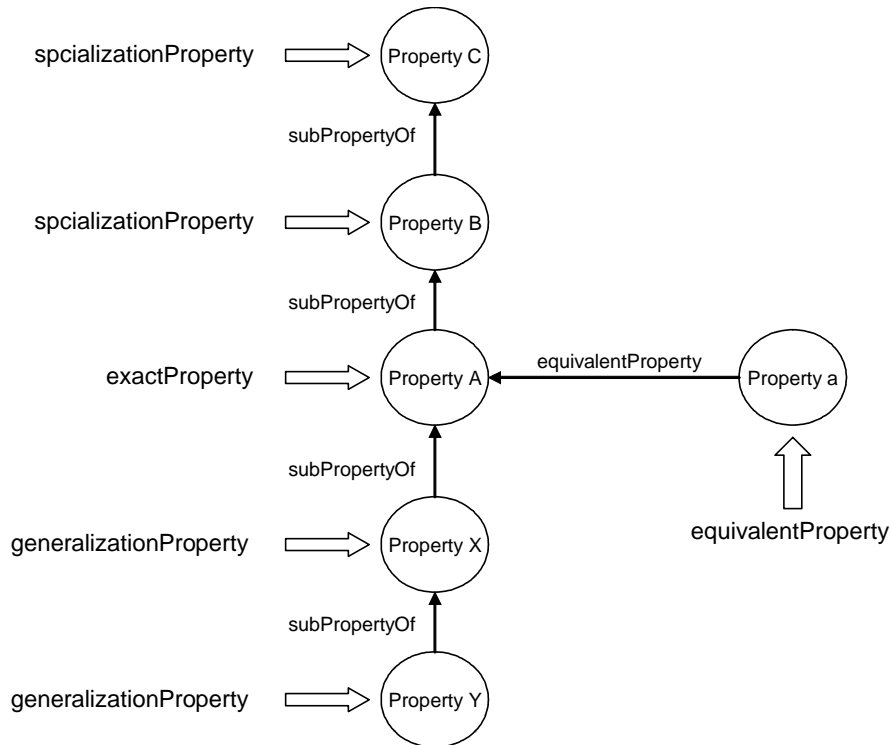 spcializationProperty
Property C
subPropertyOf
spcializationProperty
Property B
subPropertyOf
exactProperty
Property A
equivalentProperty
Property a
equivalentProperty
subPropertyOf
generalizationProperty
Property X
subPropertyOf
generalizationProperty
Property Y